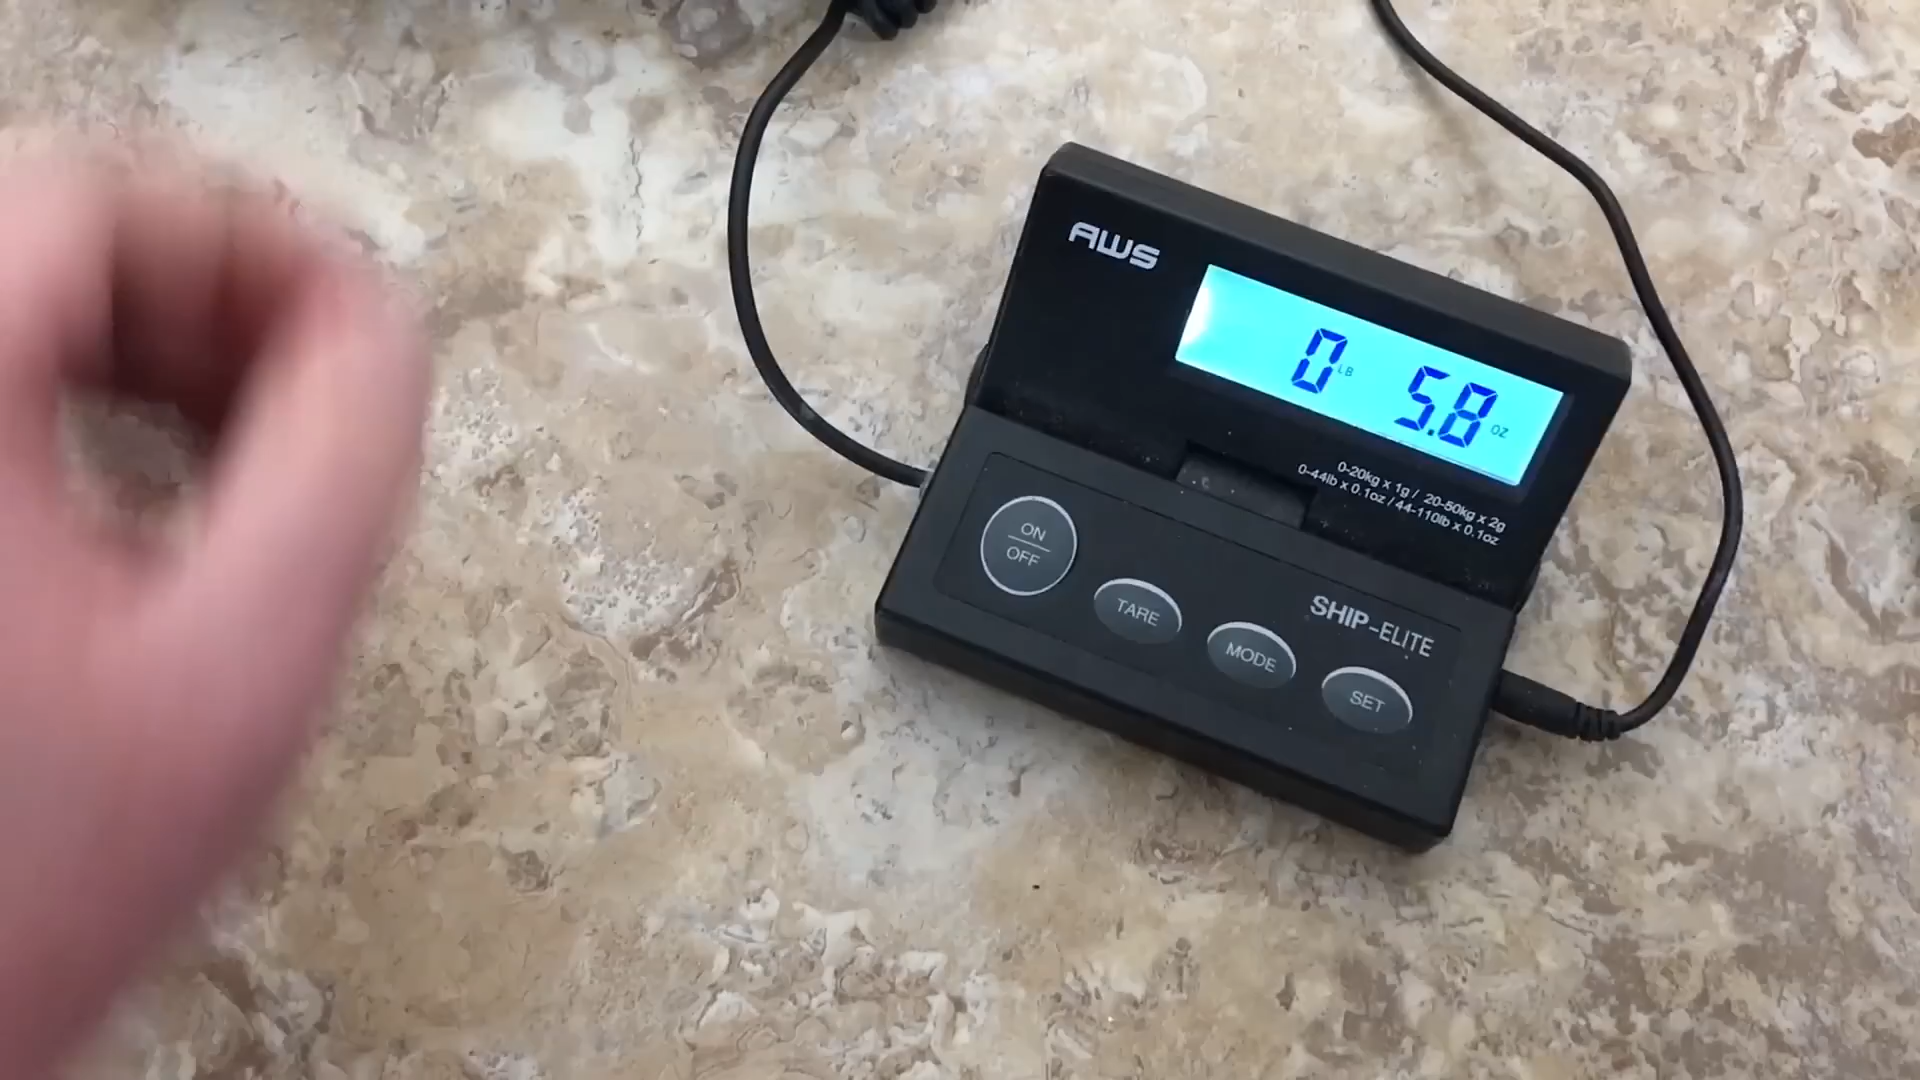 AWS
0 LB 5.8 OZ
0-20kg x 1g / 20-50kg x 2g
0-44lb x 0.1oz / 44-110lb x 0.1oz
ON
OFF
TARE
MODE
SET
SHIP-ELITE